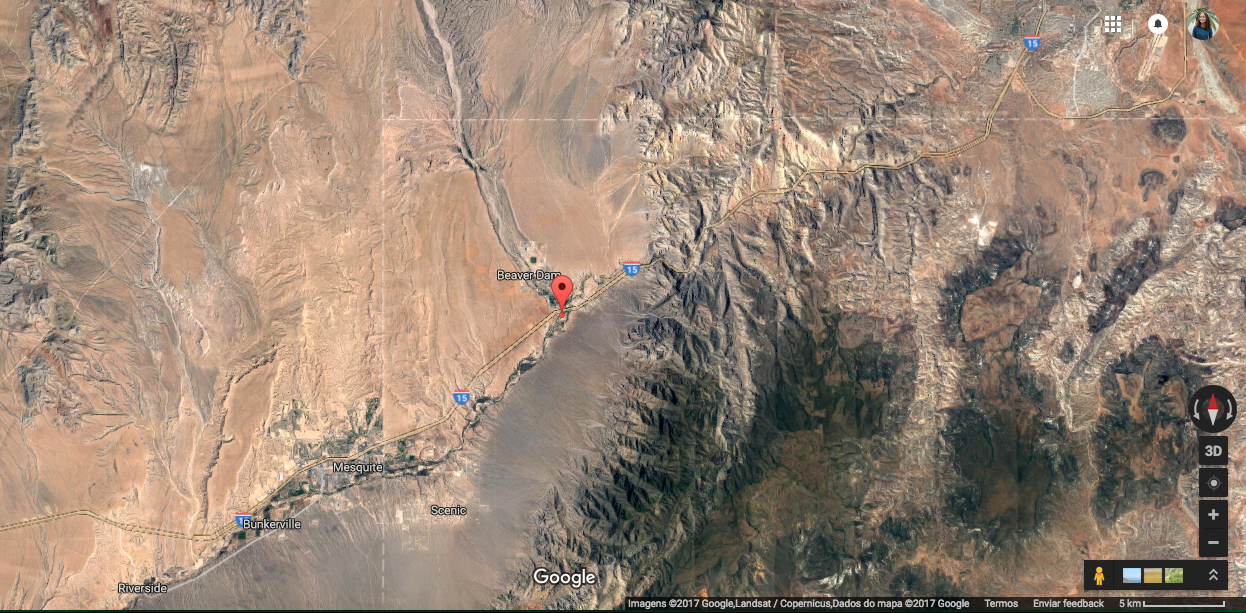 15
Beaver Dam
15
15
Mesquite
Scenic
Bunkerville
Riverside
3D
Google
Imagens ©2017 Google,Landsat / Copernicus,Dados do mapa ©2017 Google Termos Enviar feedback 5 km